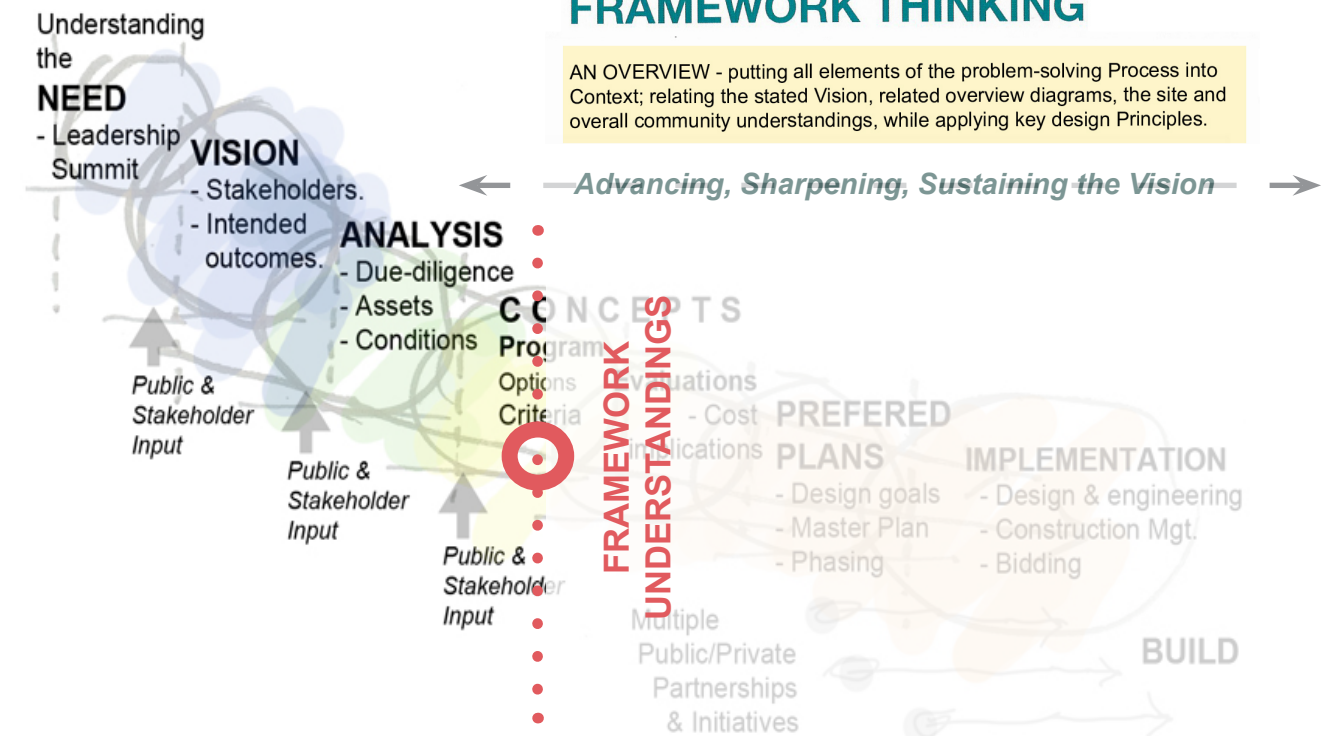 FRAMEWORK THINKING
AN OVERVIEW - putting all elements of the problem-solving Process into
Context; relating the stated Vision, related overview diagrams, the site and
overall community understandings, while applying key design Principles.
Advancing, Sharpening, Sustaining the Vision
Understanding
the
NEED
- Leadership
Summit
VISION
- Stakeholders.
- Intended
outcomes.
ANALYSIS
- Due-diligence
- Assets
- Conditions
CONCEPTS
Program
Options
Criteria
Evaluations
- Cost
implications
FRAMEWORK
UNDERSTANDINGS
PREFERED
PLANS
- Design goals
- Master Plan
- Phasing
IMPLEMENTATION
- Design & engineering
- Construction Mgt.
- Bidding
Public &
Stakeholder
Input
Public &
Stakeholder
Input
Public &
Stakeholder
Input
Multiple
Public/Private
Partnerships
& Initiatives
BUILD